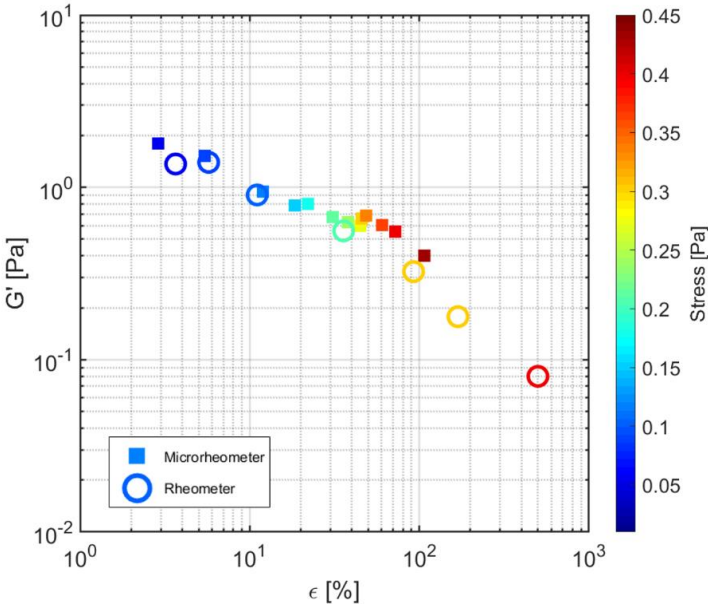 10^1
10^0
10^-1
10^-2
G' [Pa]
10^0 10^1 10^2 10^3
ϵ [%]
Microrheometer
Rheometer
0.45
0.4
0.35
0.3
0.25
0.2
0.15
0.1
0.05
Stress [Pa]